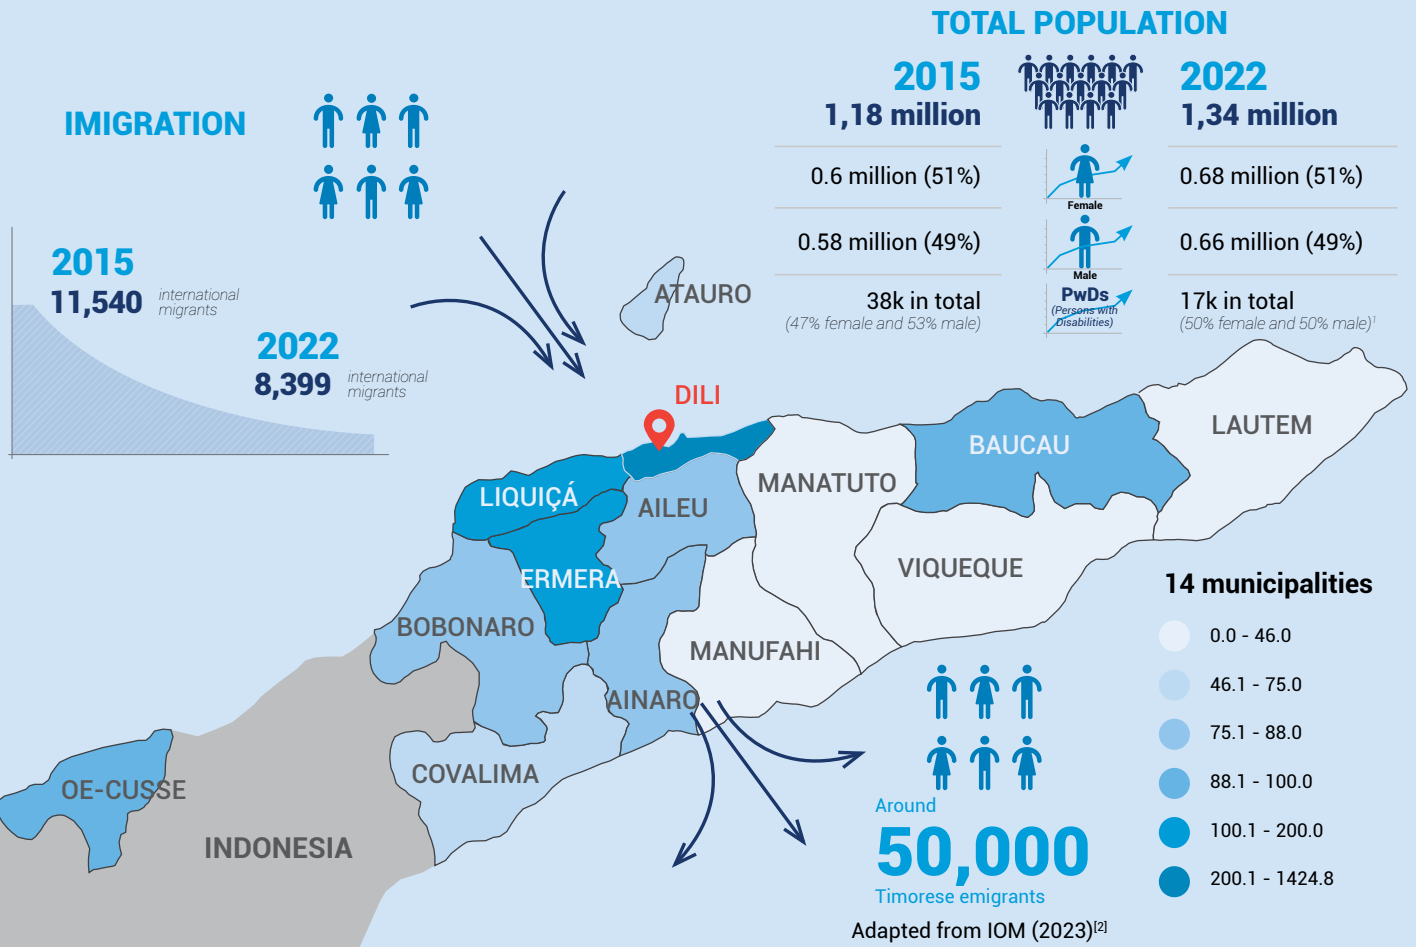 TOTAL POPULATION
2015
1,18 million
2022
1,34 million
0.6 million (51%)
Female
0.68 million (51%)
0.58 million (49%)
Male
0.66 million (49%)
38k in total
(47% female and 53% male)
PwDs
(Persons with
Disabilities)
17k in total
(50% female and 50% male)1
IMIGRATION
2015
11,540
international
migrants
2022
8,399
international
migrants
ATAURO
DILI
LAUTEM
BAUCAU
MANATUTO
LIQUIÇÁ
AILEU
VIQUEQUE
ERMERA
BOBONARO
MANUFAHI
AINARO
COVALIMA
OE-CUSSE
INDONESIA
14 municipalities
0.0 - 46.0
46.1 - 75.0
75.1 - 88.0
88.1 - 100.0
100.1 - 200.0
200.1 - 1424.8
Around
50,000
Timorese emigrants
Adapted from IOM (2023)[2]